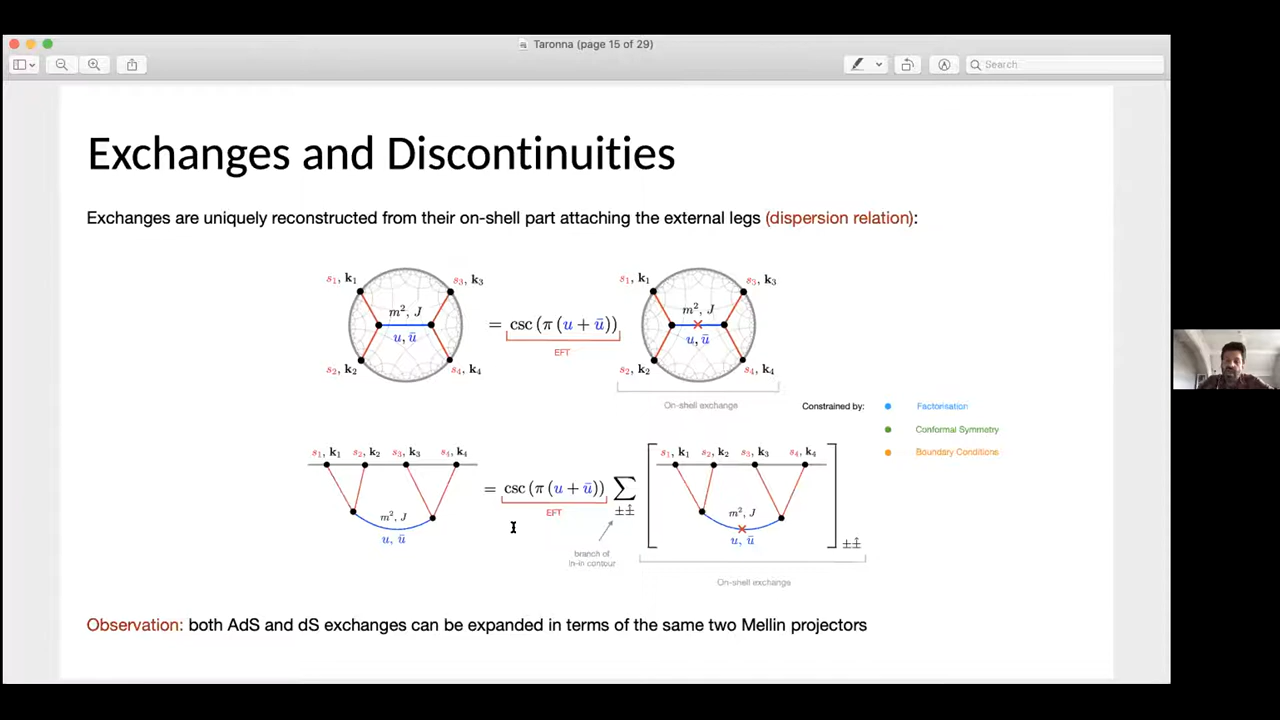 Taronna (page 15 of 29)
Search
Exchanges and Discontinuities
Exchanges are uniquely reconstructed from their on-shell part attaching the external legs (dispersion relation):
s₁, k₁ s₃, k₃ s₁, k₁ s₃, k₃
m², J m², J
= csc (π (u + ū))
u, ū u, ū
EFT
s₂, k₂ s₄, k₄ s₂, k₂ s₄, k₄
On-shell exchange
Constrained by:
Factorisation
Conformal Symmetry
Boundary Conditions
s₁, k₁ s₂, k₂ s₃, k₃ s₄, k₄ s₁, k₁ s₂, k₂ s₃, k₃ s₄, k₄
= csc (π (u + ū)) ∑
± ±̂
EFT
m², J m², J
u, ū u, ū
± ±̂
branch of
in-in contour
On-shell exchange
Observation: both AdS and dS exchanges can be expanded in terms of the same two Mellin projectors